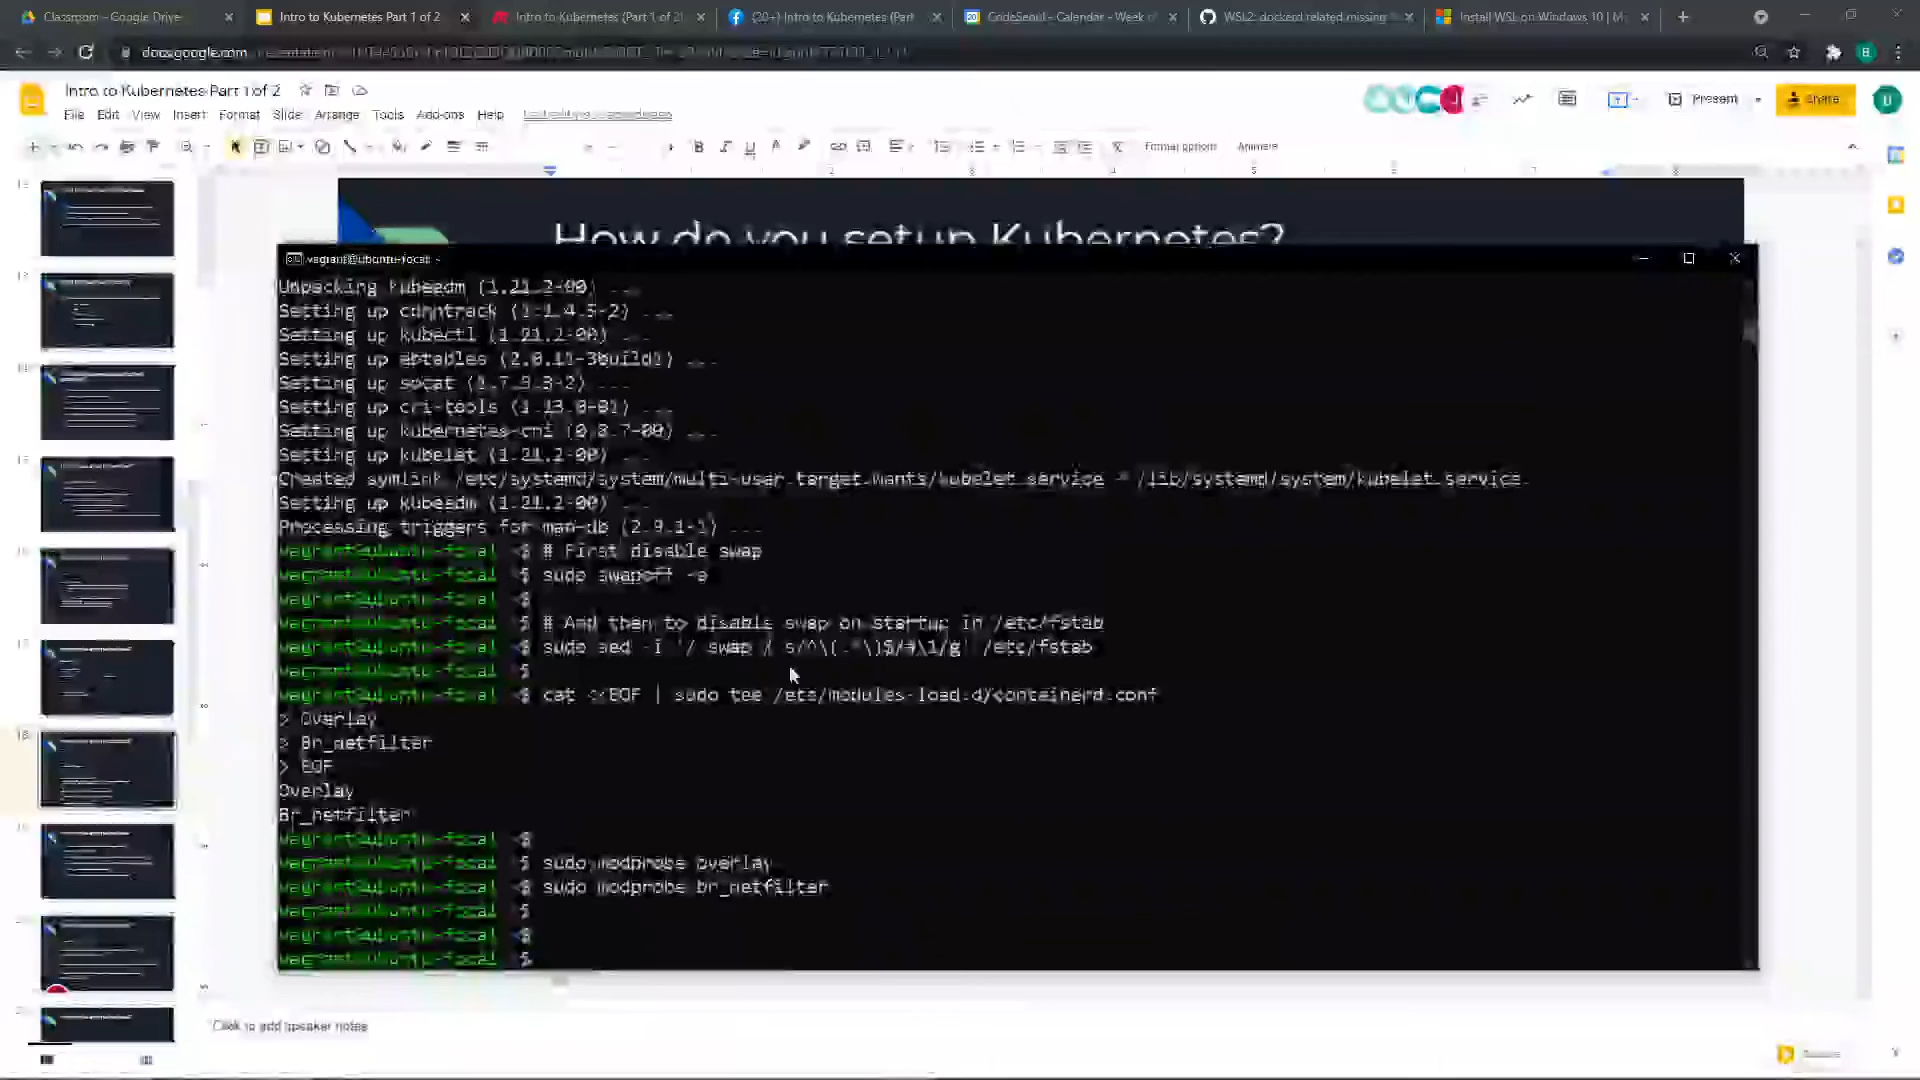 Classroom - Google Drive
Intro to Kubernetes Part 1 of 2
Intro to Kubernetes (Part 1 of 2)
(20+) Intro to Kubernetes (Part
CodeSeoul - Calendar - Week of
WSL2: dockerd related missing
Install WSL on Windows 10 | M
docs.google.com
Intro to Kubernetes Part 1 of 2
File Edit View Insert Format Slide Arrange Tools Add-ons Help
Present
Share
Format options
Animate
How do you setup Kubernetes?
vagrant@ubuntu-focal: ~
Unpacking kubeadm (1.21.2-00) ...
Setting up conntrack (1:1.4.5-2) ...
Setting up kubectl (1.21.2-00) ...
Setting up ebtables (2.0.11-3build1) ...
Setting up socat (1.7.3.3-2) ...
Setting up cri-tools (1.13.0-01) ...
Setting up kubernetes-cni (0.8.7-00) ...
Setting up kubelet (1.21.2-00) ...
Created symlink /etc/systemd/system/multi-user.target.wants/kubelet.service → /lib/systemd/system/kubelet.service.
Setting up kubeadm (1.21.2-00) ...
Processing triggers for man-db (2.9.1-1) ...
vagrant@ubuntu-focal:~$ # First disable swap
vagrant@ubuntu-focal:~$ sudo swapoff -a
vagrant@ubuntu-focal:~$
vagrant@ubuntu-focal:~$ # And then to disable swap on startup in /etc/fstab
vagrant@ubuntu-focal:~$ sudo sed -i '/ swap / s/^\(.*\)$/#\1/g' /etc/fstab
vagrant@ubuntu-focal:~$
vagrant@ubuntu-focal:~$ cat <<EOF | sudo tee /etc/modules-load.d/containerd.conf
> Overlay
> Br_netfilter
> EOF
Overlay
Br_netfilter
vagrant@ubuntu-focal:~$
vagrant@ubuntu-focal:~$ sudo modprobe overlay
vagrant@ubuntu-focal:~$ sudo modprobe br_netfilter
vagrant@ubuntu-focal:~$
vagrant@ubuntu-focal:~$
vagrant@ubuntu-focal:~$
Click to add speaker notes